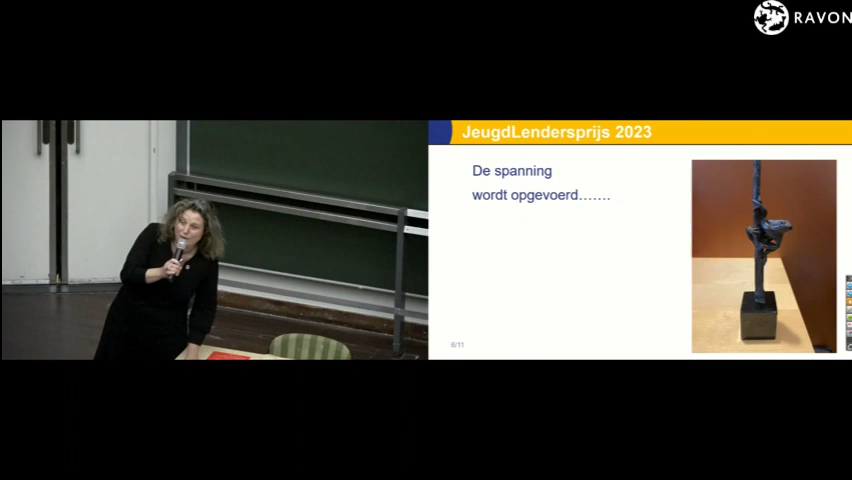 RAVON
JeugdLendersprijs 2023
De spanning
wordt opgevoerd…….
6/11